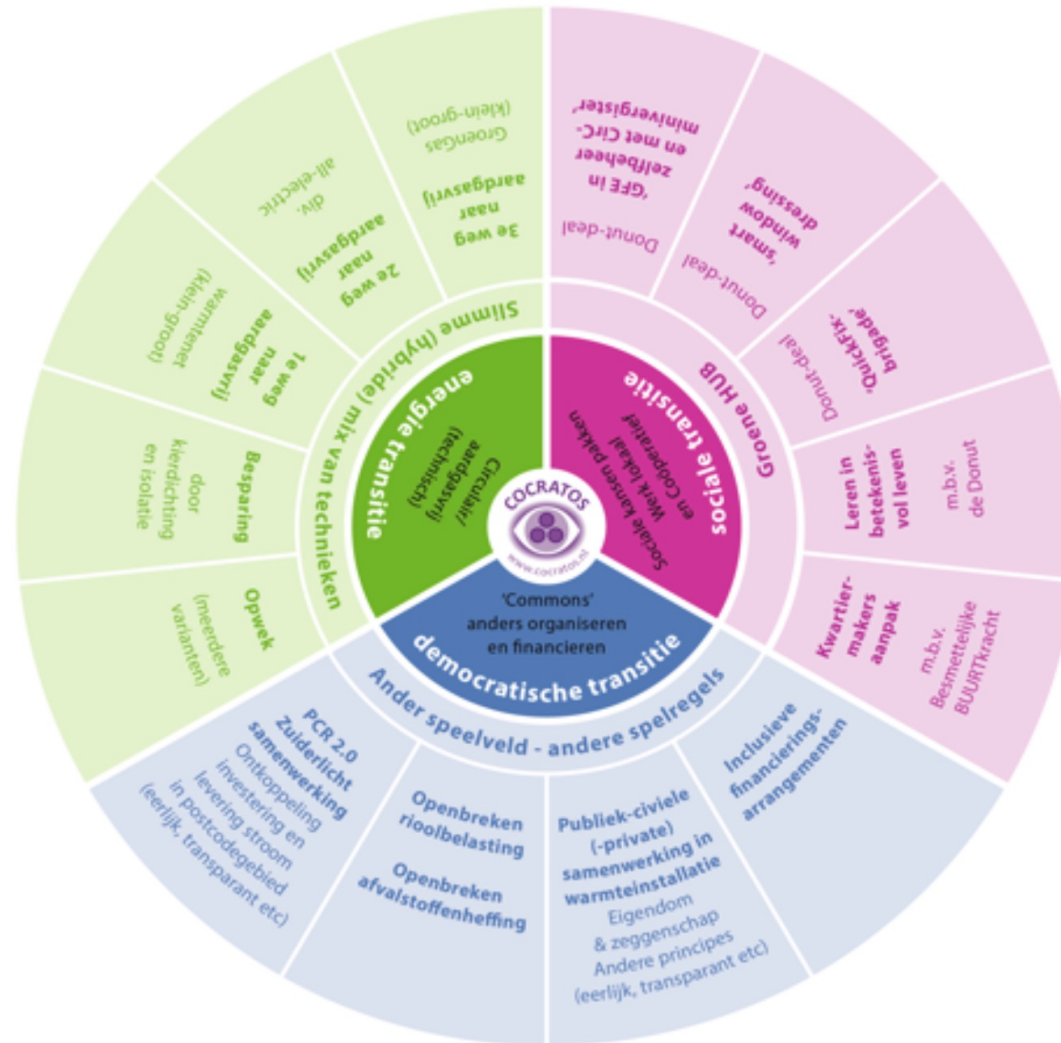 COCRATOS
www.cocratos.nl
energie transitie
Circulair/
aardgasvrij
(technisch)
Slimme (hybride) mix van technieken
Opwek
(meerdere
varianten)
Besparing
door
kierdichting
en isolatie
1e weg
naar
aardgasvrij
warmtenet
(klein-groot)
2e weg
naar
aardgasvrij
div.
all-electric
3e weg
naar
aardgasvrij
GroenGas
(klein-groot)
sociale transitie
Sociale kansen pakken
Werk lokaal
en Coöperatief
Groene HUB
'GFE in
zelfbeheer
en met CirC-
minivergister'
Donut-deal
'smart
window
dressing'
Donut-deal
'QuickFix-
brigade'
Donut-deal
Leren in
betekenis-
vol leven
m.b.v.
de Donut
Kwartier-
makers
aanpak
m.b.v.
Besmettelijke
BUURTkracht
'Commons'
anders organiseren
en financieren
democratische transitie
Ander speelveld - andere spelregels
PCR 2.0
Zuiderlicht
samenwerking
Ontkoppeling
investering en
levering stroom
in postcodegebied
(eerlijk, transparant etc)
Openbreken
rioolbelasting
Openbreken
afvalstoffenheffing
Publiek-civiele
(-private)
samenwerking in
warmteinstallatie
Eigendom
& zeggenschap
Andere principes
(eerlijk, transparant etc)
Inclusieve
financierings-
arrangementen